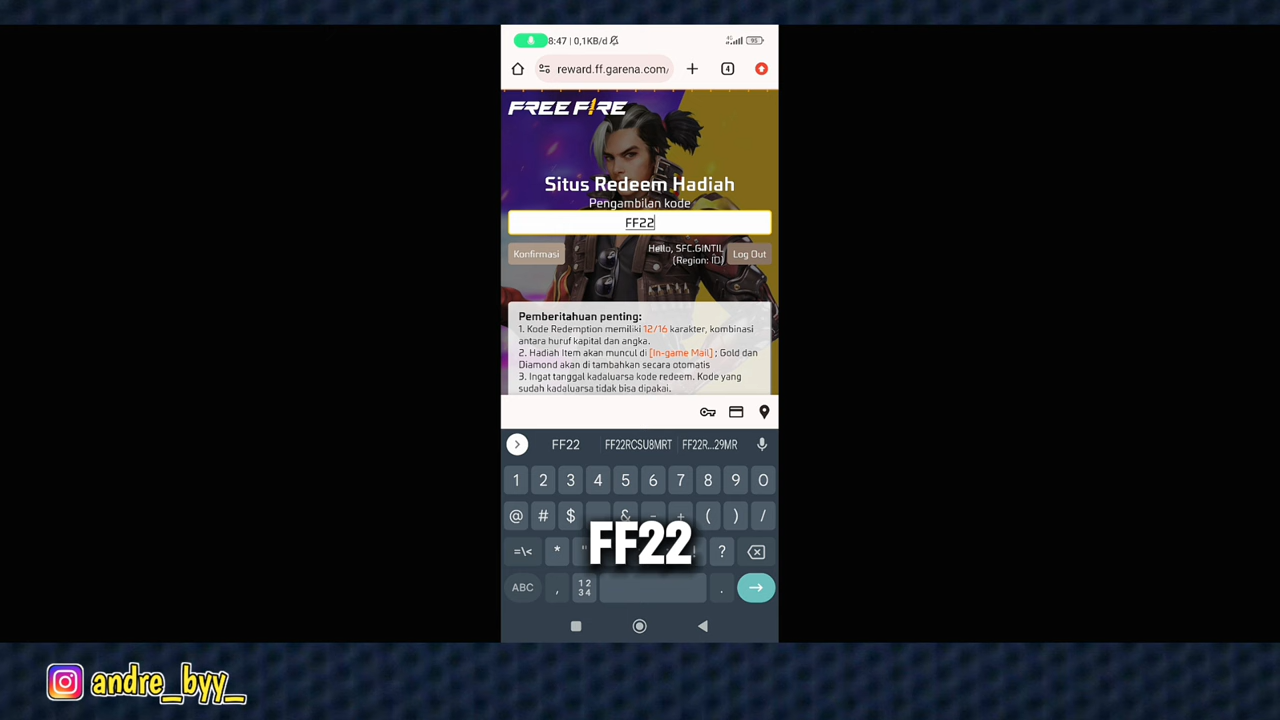 8:47 | 0,1KB/d
4G
95
reward.ff.garena.com/
4
FREE FIRE
Situs Redeem Hadiah
Pengambilan kode
FF22
Konfirmasi
Hello, SFC.GINTIL
(Region: ID)
Log Out
Pemberitahuan penting:
1. Kode Redemption memiliki 12/16 karakter, kombinasi
antara huruf kapital dan angka.
2. Hadiah Item akan muncul di [In-game Mail] ; Gold dan
Diamond akan di tambahkan secara otomatis
3. Ingat tanggal kadaluarsa kode redeem. Kode yang
sudah kadaluarsa tidak bisa dipakai.
FF22 FF22RCSU8MRT FF22R...29MR
1 2 3 4 5 6 7 8 9 0
@ # $ & - + ( ) /
=\< * " ! ?
FF22
ABC , 12 34 .
andre_byy_